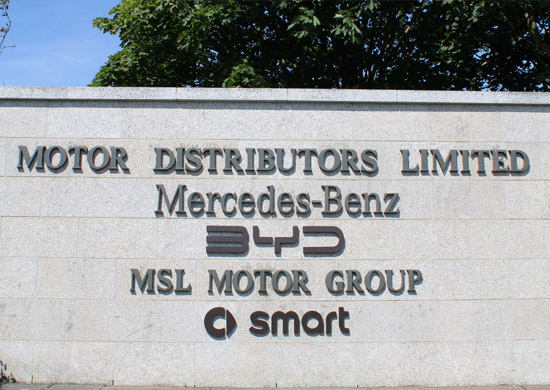 MOTOR DISTRIBUTORS LIMITED
Mercedes-Benz
BYD
MSL MOTOR GROUP
smart